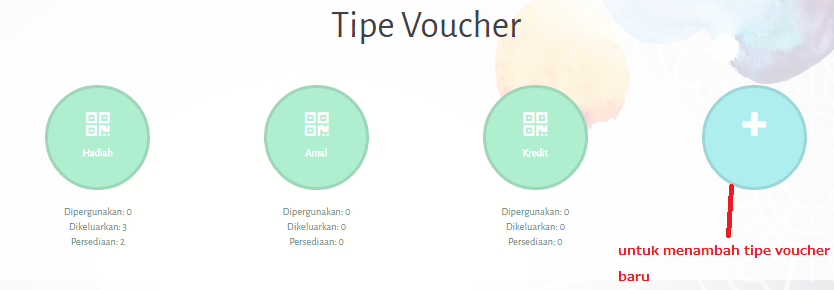 Tipe Voucher
Hadiah
Amal
Kredit
Dipergunakan: 0
Dikeluarkan: 3
Persediaan: 2
Dipergunakan: 0
Dikeluarkan: 0
Persediaan: 0
Dipergunakan: 0
Dikeluarkan: 0
Persediaan: 0
untuk menambah tipe voucher
baru